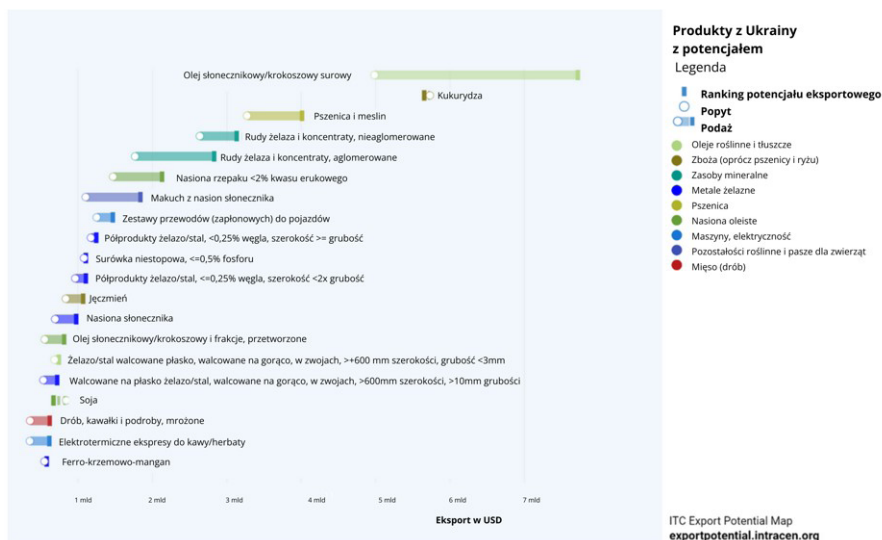 Produkty z Ukrainy
z potencjałem
Legenda
Ranking potencjału eksportowego
Popyt
Podaż
Oleje roślinne i tłuszcze
Zboża (oprócz pszenicy i ryżu)
Zasoby mineralne
Metale żelazne
Pszenica
Nasiona oleiste
Maszyny, elektryczność
Pozostałości roślinne i pasze dla zwierząt
Mięso (drób)
Olej słonecznikowy/krokoszowy surowy
Kukurydza
Pszenica i meslin
Rudy żelaza i koncentraty, nieaglomerowane
Rudy żelaza i koncentraty, aglomerowane
Nasiona rzepaku <2% kwasu erukowego
Makuch z nasion słonecznika
Zestawy przewodów (zapłonowych) do pojazdów
Półprodukty żelazo/stal, <0,25% węgla, szerokość >= grubość
Surówka niestopowa, <=0,5% fosforu
Półprodukty żelazo/stal, <=0,25% węgla, szerokość <2x grubość
Jęczmień
Nasiona słonecznika
Olej słonecznikowy/krokoszowy i frakcje, przetworzone
Żelazo/stal walcowane płasko, walcowane na gorąco, w zwojach, >+600 mm szerokości, grubość <3mm
Walcowane na płasko żelazo/stal, walcowane na gorąco, w zwojach, >600mm szerokości, >10mm grubości
Soja
Drób, kawałki i podroby, mrożone
Elektrotermiczne ekspresy do kawy/herbaty
Ferro-krzemowo-mangan
1 mld 2 mld 3 mld 4 mld 5 mld 6 mld 7 mld
Eksport w USD
ITC Export Potential Map
exportpotential.intracen.org